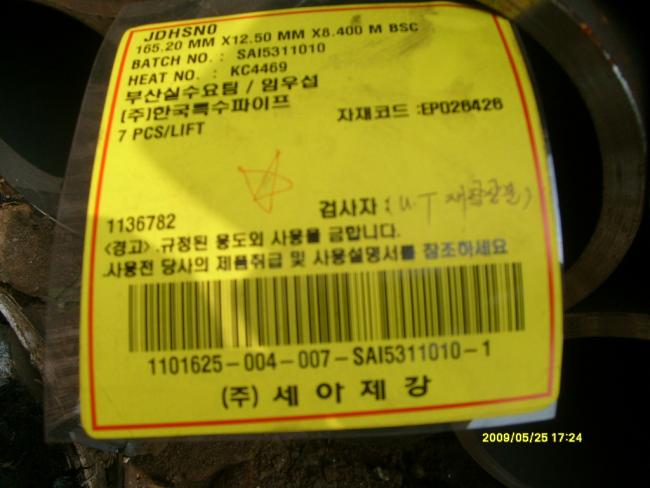 JDHSNO
165.20 MM X12.50 MM X8.400 M BSC
BATCH NO. : SAI5311010
HEAT NO. : KC4469
부산실수요팀 / 임우섭
(주)한국특수파이프
자재코드 :EP026426
7 PCS/LIFT
검사자 : (U.T
1136782
<경고> .규정된 용도외 사용을 금합니다.
.사용전 당사의 제품취급 및 사용설명서를 참조하세요
1101625-004-007-SAI5311010-1
(주) 세아제강
2009/05/25 17:24